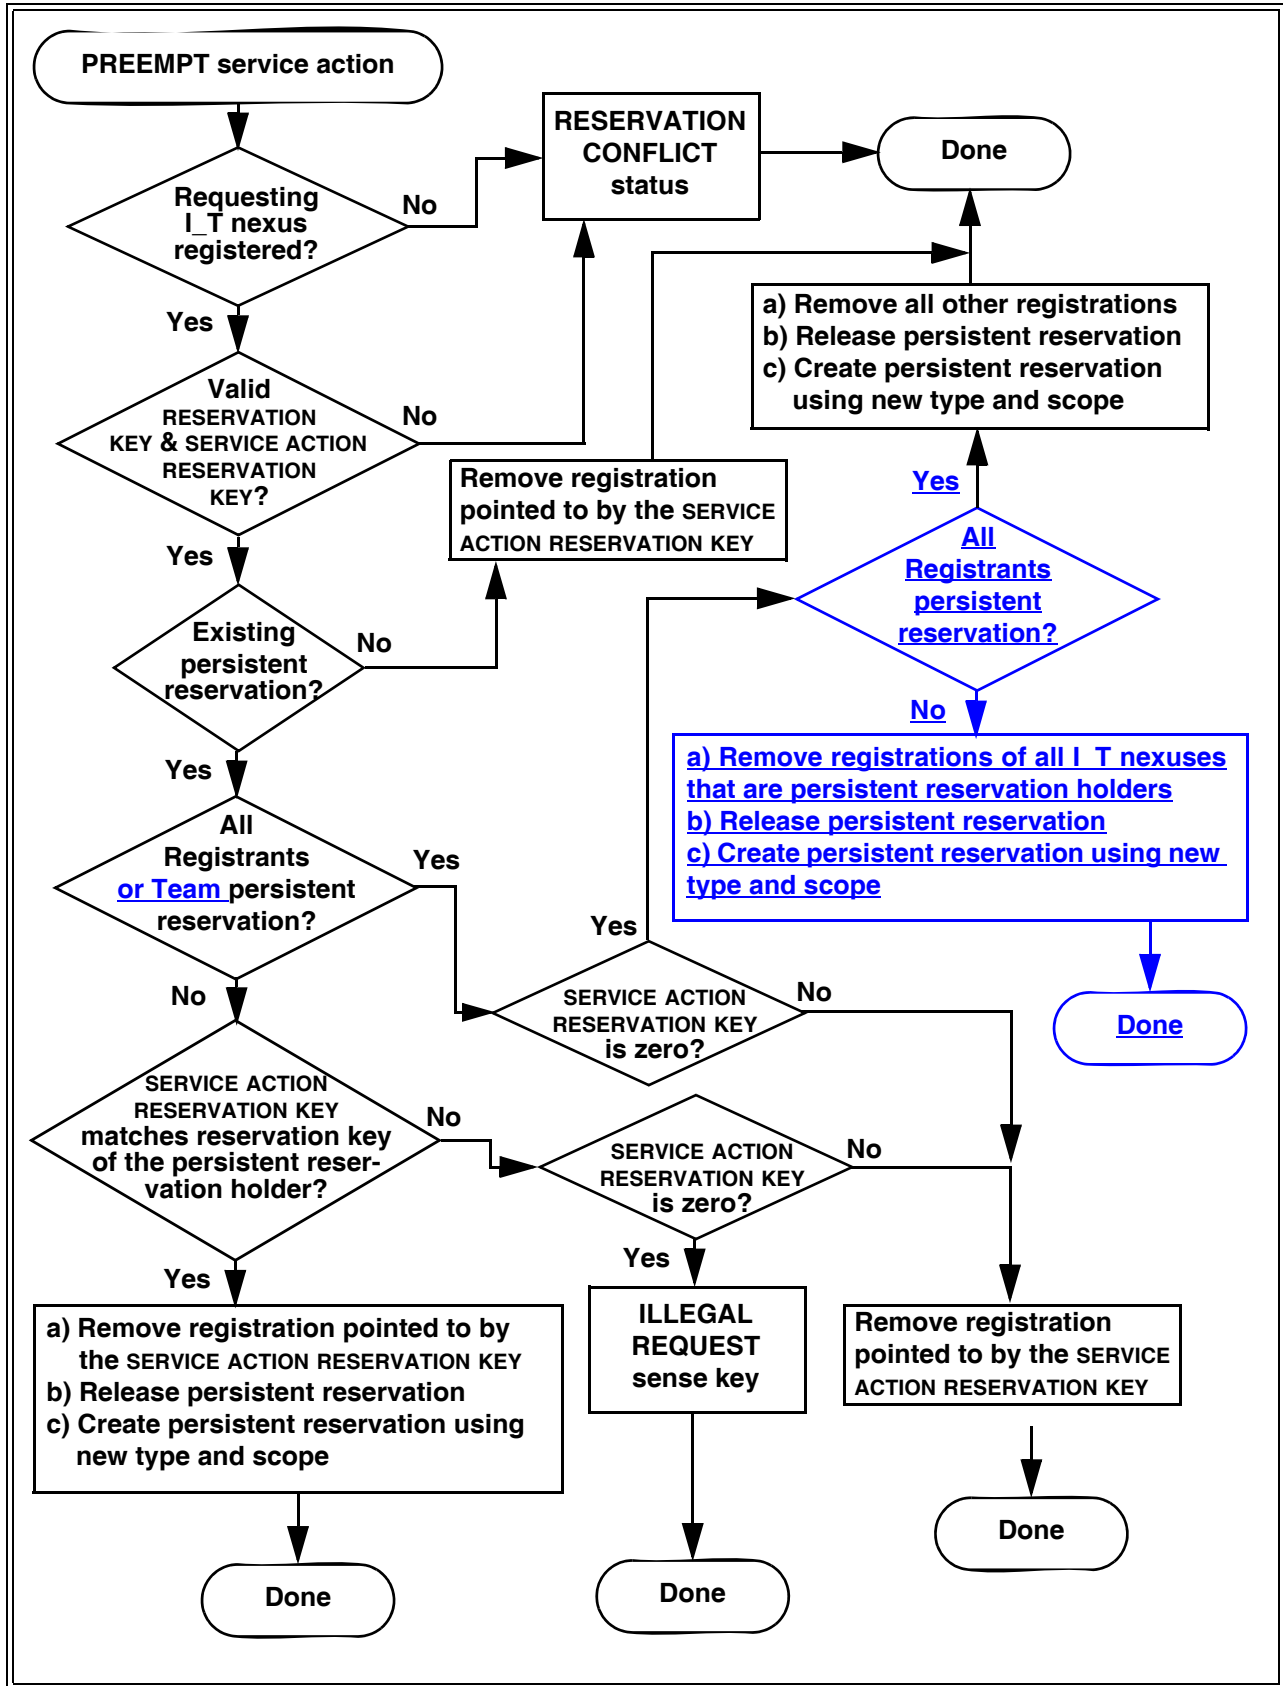 PREEMPT service action
RESERVATION
CONFLICT
status
Done
Requesting
I_T nexus
registered?
No
Yes
a) Remove all other registrations
b) Release persistent reservation
c) Create persistent reservation
using new type and scope
Valid
RESERVATION
KEY & SERVICE ACTION
RESERVATION
KEY?
No
Yes
Remove registration
pointed to by the SERVICE
ACTION RESERVATION KEY
Yes
All
Registrants
persistent
reservation?
No
Existing
persistent
reservation?
No
Yes
a) Remove registrations of all I_T nexuses
that are persistent reservation holders
b) Release persistent reservation
c) Create persistent reservation using new
type and scope
Done
All
Registrants
or Team persistent
reservation?
Yes
No
Yes
SERVICE ACTION
RESERVATION KEY
is zero?
No
SERVICE ACTION
RESERVATION KEY
matches reservation key
of the persistent reser-
vation holder?
No
Yes
SERVICE ACTION
RESERVATION KEY
is zero?
No
Yes
a) Remove registration pointed to by
the SERVICE ACTION RESERVATION KEY
b) Release persistent reservation
c) Create persistent reservation using
new type and scope
ILLEGAL
REQUEST
sense key
Remove registration
pointed to by the SERVICE
ACTION RESERVATION KEY
Done
Done
Done